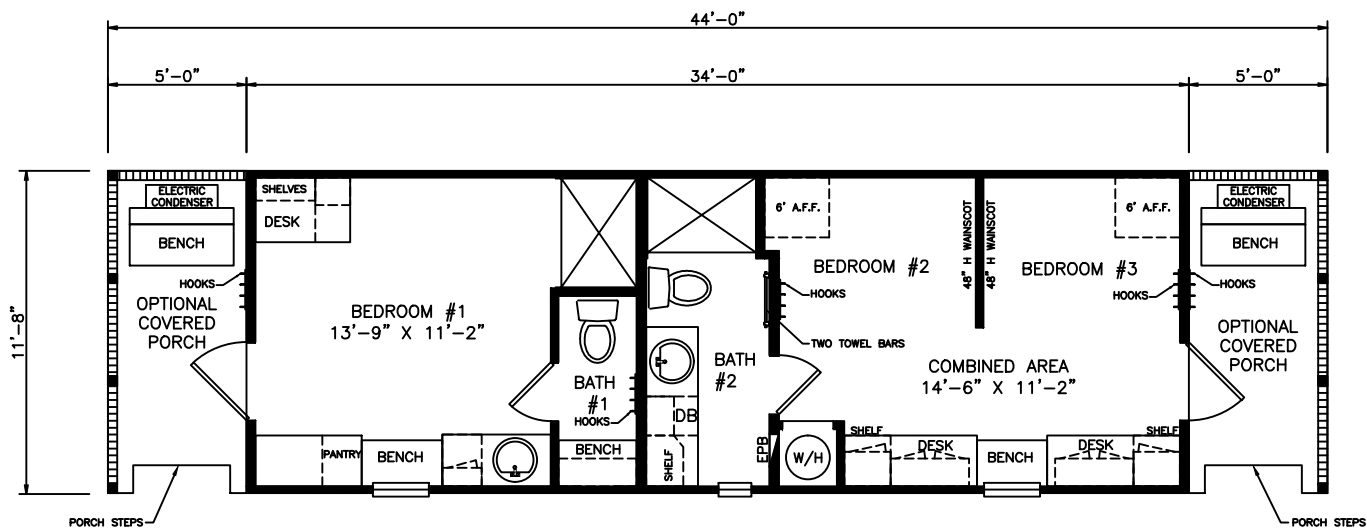 44'-0"
5'-0"
34'-0"
5'-0"
11'-8"
ELECTRIC
CONDENSER
BENCH
HOOKS
OPTIONAL
COVERED
PORCH
PORCH STEPS
SHELVES
DESK
BEDROOM #1
13'-9" X 11'-2"
PANTRY
BENCH
BATH
#1
HOOKS
BENCH
BATH
#2
DB
SHELF
EPB
W/H
6' A.F.F.
BEDROOM #2
HOOKS
TWO TOWEL BARS
48" H WAINSCOT
48" H WAINSCOT
6' A.F.F.
BEDROOM #3
HOOKS
COMBINED AREA
14'-6" X 11'-2"
SHELF
DESK
BENCH
DESK
SHELF
ELECTRIC
CONDENSER
BENCH
HOOKS
OPTIONAL
COVERED
PORCH
PORCH STEPS